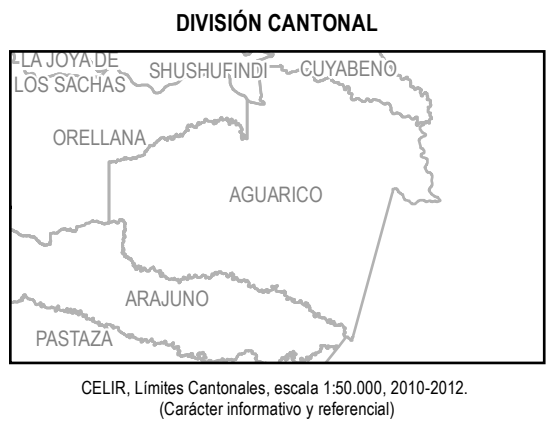 DIVISIÓN CANTONAL
LA JOYA DE
LOS SACHAS
SHUSHUFINDI
CUYABENO
ORELLANA
AGUARICO
ARAJUNO
PASTAZA
CELIR, Límites Cantonales, escala 1:50.000, 2010-2012.
(Carácter informativo y referencial)